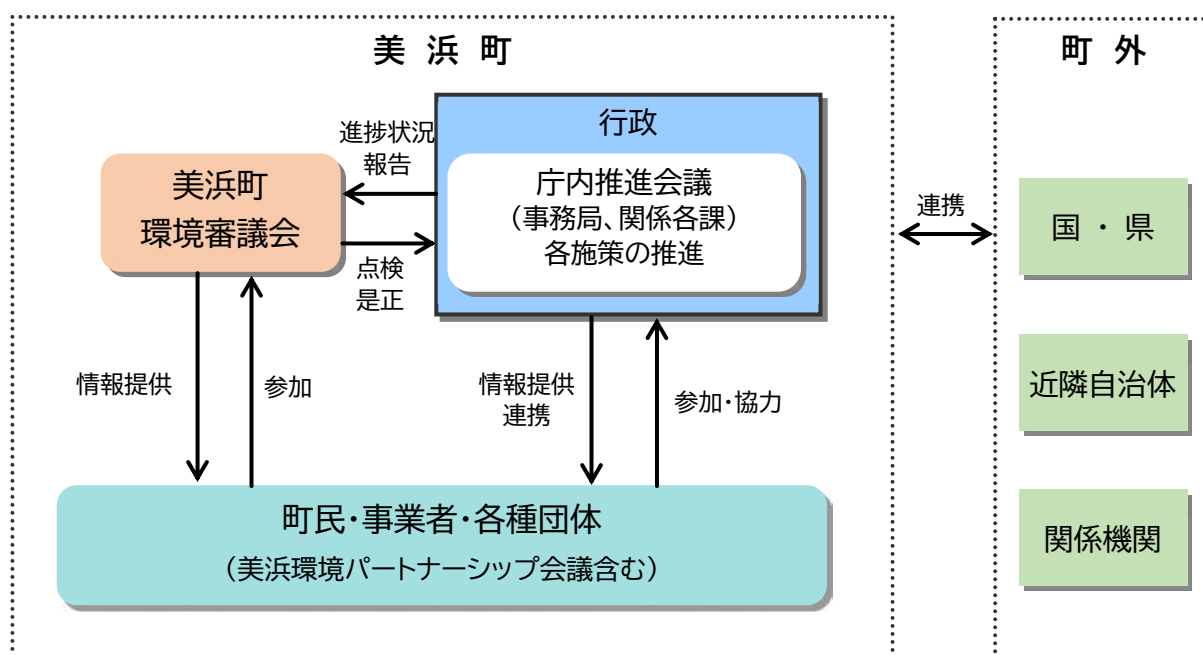 美 浜 町
町 外
行政
進捗状況
報告
庁内推進会議
（事務局、関係各課）
各施策の推進
美浜町
環境審議会
点検
是正
連携
国 ・ 県
情報提供
参加
情報提供
連携
参加・協力
近隣自治体
町民・事業者・各種団体
（美浜環境パートナーシップ会議含む）
関係機関